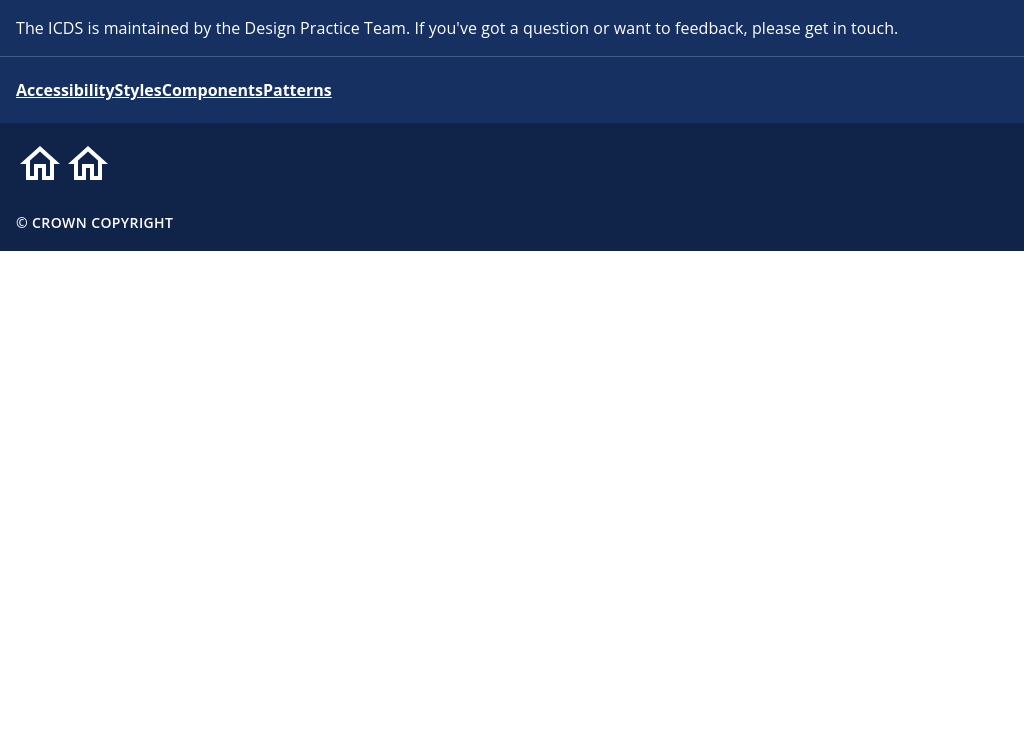 The ICDS is maintained by the Design Practice Team. If you've got a question or want to feedback, please get in touch.
AccessibilityStylesComponentsPatterns
© CROWN COPYRIGHT